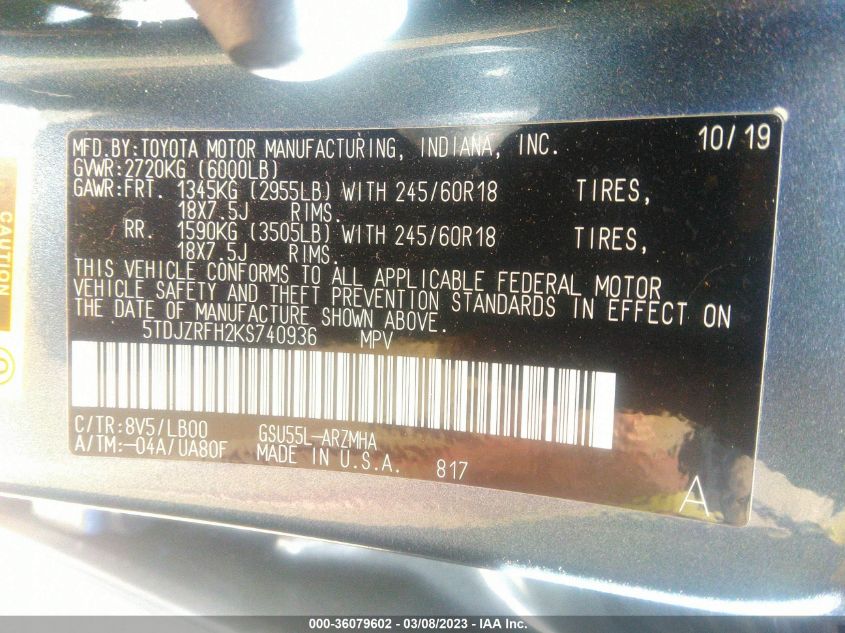 MFD.BY:TOYOTA MOTOR MANUFACTURING, INDIANA, INC. 10/19
GVWR:2720KG (6000LB)
GAWR:FRT. 1345KG (2955LB) WITH 245/60R18 TIRES,
18X7.5J RIMS.
RR. 1590KG (3505LB) WITH 245/60R18 TIRES,
18X7.5J RIMS.
THIS VEHICLE CONFORMS TO ALL APPLICABLE FEDERAL MOTOR
VEHICLE SAFETY AND THEFT PREVENTION STANDARDS IN EFFECT ON
THE DATE OF MANUFACTURE SHOWN ABOVE.
5TDJZRFH2KS740936 MPV
C/TR:8V5/LB00 GSU55L-ARZMHA
A/TM:-04A/UA80F MADE IN U.S.A. 817
A
CAUTION
000-36079602 - 03/08/2023 - IAA Inc.